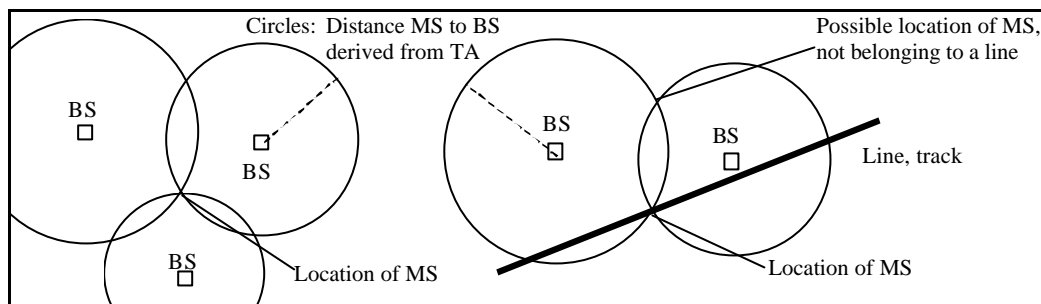 Circles: Distance MS to BS
derived from TA
BS
BS
BS
Location of MS
Possible location of MS,
not belonging to a line
BS
BS
Line, track
Location of MS